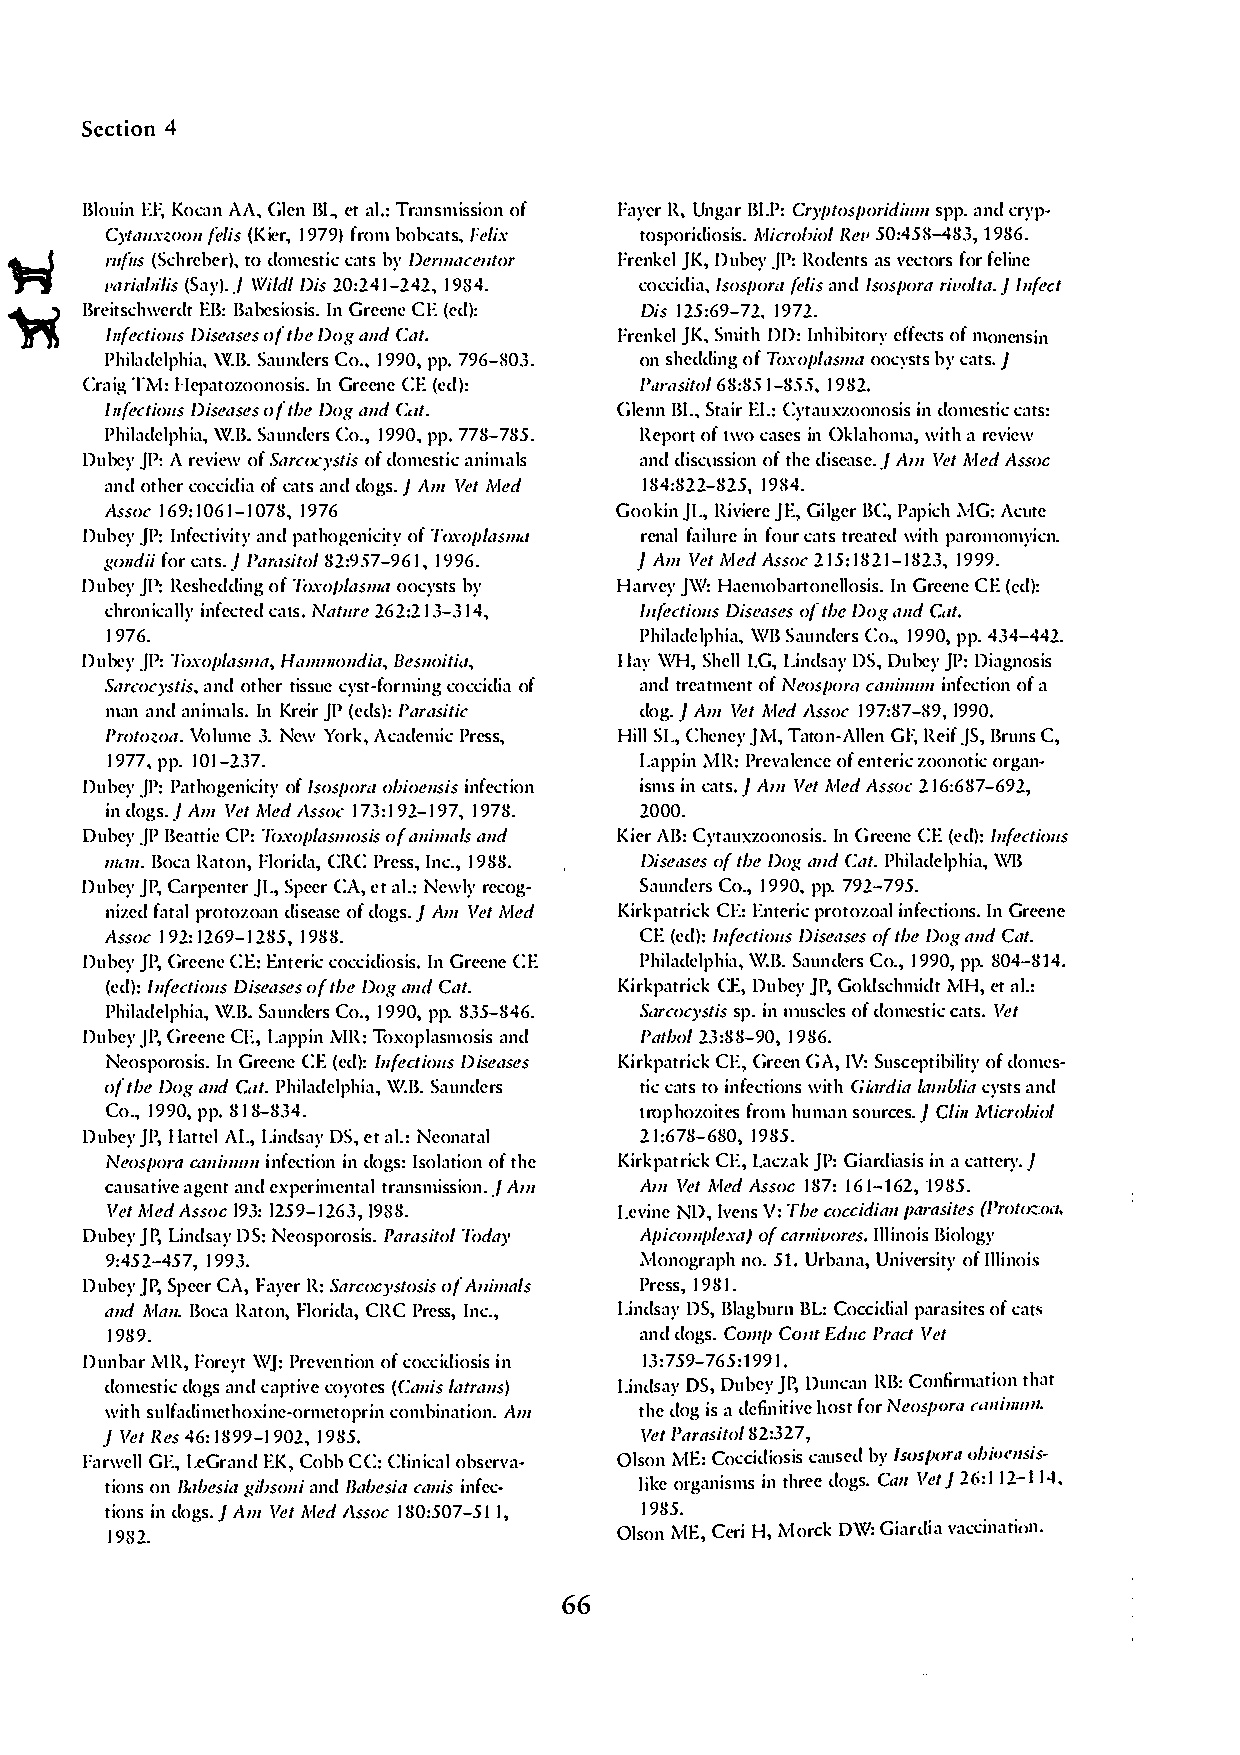 Section 4
Blouin EF, Kocan AA, Glen BL, et al.: Transmission of
Cytauxzoon felis (Kier, 1979) from bobcats, Felix
rufus (Schreber), to domestic cats by Dermacentor
variabilis (Say). J Wildl Dis 20:241-242, 1984.
Breitschwerdt EB: Babesiosis. In Greene CE (ed):
Infectious Diseases of the Dog and Cat.
Philadelphia, W.B. Saunders Co., 1990, pp. 796-803.
Craig TM: Hepatozoonosis. In Greene CE (ed):
Infectious Diseases of the Dog and Cat.
Philadelphia, W.B. Saunders Co., 1990, pp. 778-785.
Dubey JP: A review of Sarcocystis of domestic animals
and other coccidia of cats and dogs. J Am Vet Med
Assoc 169:1061-1078, 1976
Dubey JP: Infectivity and pathogenicity of Toxoplasma
gondii for cats. J Parasitol 82:957-961, 1996.
Dubey JP: Reshedding of Toxoplasma oocysts by
chronically infected cats. Nature 262:213-314,
1976.
Dubey JP: Toxoplasma, Hammondia, Besnoitia,
Sarcocystis, and other tissue cyst-forming coccidia of
man and animals. In Kreir JP (eds): Parasitic
Protozoa. Volume 3. New York, Academic Press,
1977, pp. 101-237.
Dubey JP: Pathogenicity of Isospora ohioensis infection
in dogs. J Am Vet Med Assoc 173:192-197, 1978.
Dubey JP Beattie CP: Toxoplasmosis of animals and
man. Boca Raton, Florida, CRC Press, Inc., 1988.
Dubey JP, Carpenter JL, Speer CA, et al.: Newly recog-
nized fatal protozoan disease of dogs. J Am Vet Med
Assoc 192:1269-1285, 1988.
Dubey JP, Greene CE: Enteric coccidiosis. In Greene CE
(ed): Infectious Diseases of the Dog and Cat.
Philadelphia, W.B. Saunders Co., 1990, pp. 835-846.
Dubey JP, Greene CE, Lappin MR: Toxoplasmosis and
Neosporosis. In Greene CE (ed): Infectious Diseases
of the Dog and Cat. Philadelphia, W.B. Saunders
Co., 1990, pp. 818-834.
Dubey JP, Hattel AL, Lindsay DS, et al.: Neonatal
Neospora caninum infection in dogs: Isolation of the
causative agent and experimental transmission. J Am
Vet Med Assoc 193: 1259-1263, 1988.
Dubey JP, Lindsay DS: Neosporosis. Parasitol Today
9:452-457, 1993.
Dubey JP, Speer CA, Fayer R: Sarcocystosis of Animals
and Man. Boca Raton, Florida, CRC Press, Inc.,
1989.
Dunbar MR, Foreyt WJ: Prevention of coccidiosis in
domestic dogs and captive coyotes (Canis latrans)
with sulfadimethoxine-ormetoprin combination. Am
J Vet Res 46:1899-1902, 1985.
Farwell GE, LeGrand EK, Cobb CC: Clinical observa-
tions on Babesia gibsoni and Babesia canis infec-
tions in dogs. J Am Vet Med Assoc 180:507-511,
1982.
Fayer R, Ungar BLP: Cryptosporidium spp. and cryp-
tosporidiosis. Microbiol Rev 50:458-483, 1986.
Frenkel JK, Dubey JP: Rodents as vectors for feline
coccidia, Isospora felis and Isospora rivolta. J Infect
Dis 125:69-72, 1972.
Frenkel JK, Smith DD: Inhibitory effects of monensin
on shedding of Toxoplasma oocysts by cats. J
Parasitol 68:851-855, 1982.
Glenn BL, Stair EL: Cytauxzoonosis in domestic cats:
Report of two cases in Oklahoma, with a review
and discussion of the disease. J Am Vet Med Assoc
184:822-825, 1984.
Gookin JL, Riviere JE, Gilger BC, Papich MG: Acute
renal failure in four cats treated with paromomyicn.
J Am Vet Med Assoc 215:1821-1823, 1999.
Harvey JW: Haemobartonellosis. In Greene CE (ed):
Infectious Diseases of the Dog and Cat.
Philadelphia, WB Saunders Co., 1990, pp. 434-442.
Hay WH, Shell LG, Lindsay DS, Dubey JP: Diagnosis
and treatment of Neospora caninum infection of a
dog. J Am Vet Med Assoc 197:87-89, 1990.
Hill SL, Cheney JM, Taton-Allen GF, Reif JS, Bruns C,
Lappin MR: Prevalence of enteric zoonotic organ-
isms in cats. J Am Vet Med Assoc 216:687-692,
2000.
Kier AB: Cytauxzoonosis. In Greene CE (ed): Infectious
Diseases of the Dog and Cat. Philadelphia, WB
Saunders Co., 1990, pp. 792-795.
Kirkpatrick CE: Enteric protozoal infections. In Greene
CE (ed): Infectious Diseases of the Dog and Cat.
Philadelphia, W.B. Saunders Co., 1990, pp. 804-814.
Kirkpatrick CE, Dubey JP, Goldschmidt MH, et al.:
Sarcocystis sp. in muscles of domestic cats. Vet
Pathol 23:88-90, 1986.
Kirkpatrick CE, Green GA, IV: Susceptibility of domes-
tic cats to infections with Giardia lamblia cysts and
trophozoites from human sources. J Clin Microbiol
21:678-680, 1985.
Kirkpatrick CE, Laczak JP: Giardiasis in a cattery. J
Am Vet Med Assoc 187: 161-162, 1985.
Levine ND, Ivens V: The coccidian parasites (Protozoa,
Apicomplexa) of carnivores. Illinois Biology
Monograph no. 51. Urbana, University of Illinois
Press, 1981.
Lindsay DS, Blagburn BL: Coccidial parasites of cats
and dogs. Comp Cont Educ Pract Vet
13:759-765:1991.
Lindsay DS, Dubey JP, Duncan RB: Confirmation that
the dog is a definitive host for Neospora caninum.
Vet Parasitol 82:327,
Olson ME: Coccidiosis caused by Isospora ohioensis-
like organisms in three dogs. Can Vet J 26:112-114,
1985.
Olson ME, Ceri H, Morck DW: Giardia vaccination.
66